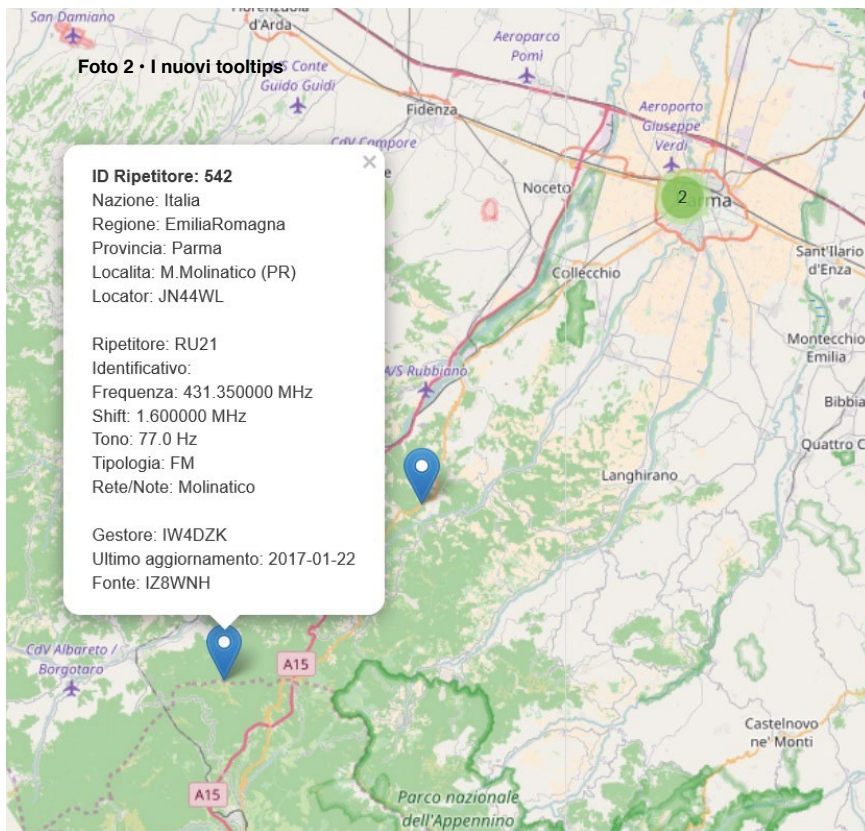 Fiorenzuola
d'Arda
San Damiano
Aeroparco
Pomi
Foto 2 • I nuovi tooltips
A/S Conte
Guido Guidi
Fidenza
Aeroporto
Giuseppe
Verdi
CdV Campore
×
ID Ripetitore: 542
Nazione: Italia
Regione: EmiliaRomagna
Provincia: Parma
Localita: M.Molinatico (PR)
Locator: JN44WL
Ripetitore: RU21
Identificativo:
Frequenza: 431.350000 MHz
Shift: 1.600000 MHz
Tono: 77.0 Hz
Tipologia: FM
Rete/Note: Molinatico
Gestore: IW4DZK
Ultimo aggiornamento: 2017-01-22
Fonte: IZ8WNH
Noceto
2
Parma
Sant'Ilario
d'Enza
Collecchio
Montecchio
Emilia
A/S Rubbiano
Bibbia
Quattro C
Langhirano
CdV Albareto /
Borgotaro
A15
Castelnovo
ne' Monti
A15
Parco nazionale
dell'Appennino